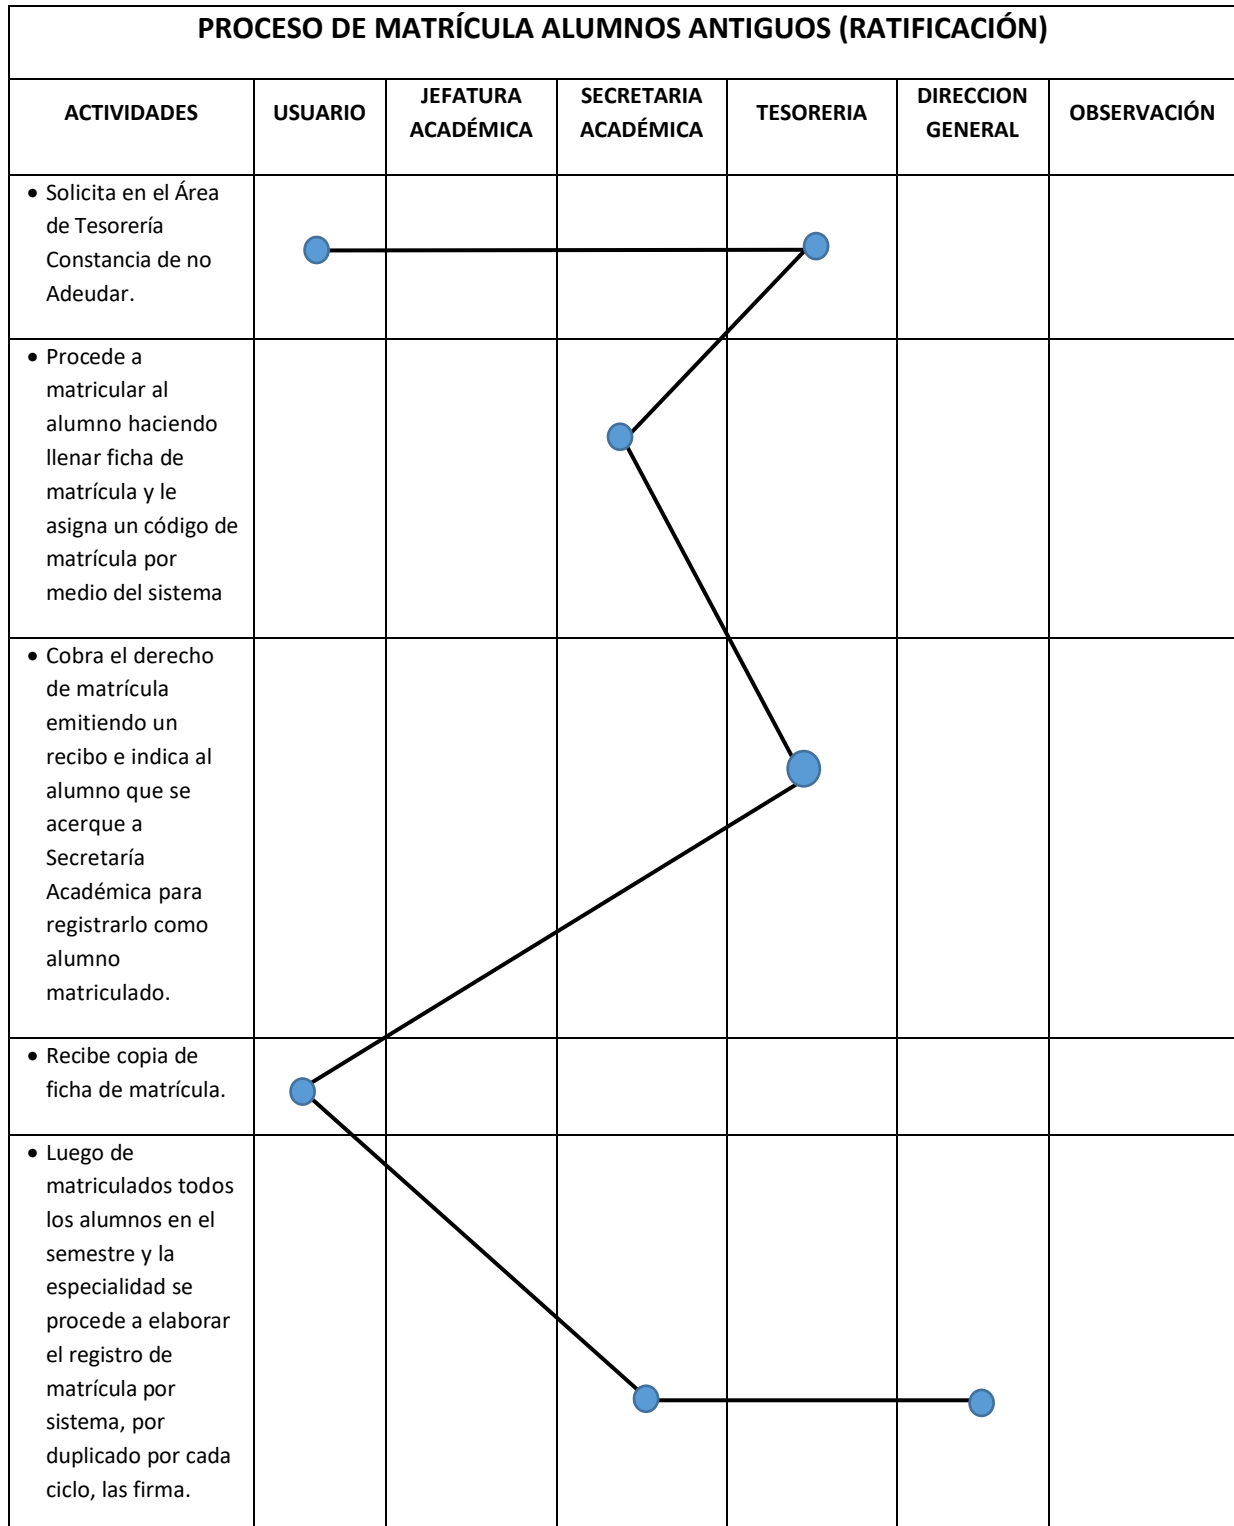 PROCESO DE MATRÍCULA ALUMNOS ANTIGUOS (RATIFICACIÓN)
ACTIVIDADES
USUARIO
JEFATURA
ACADÉMICA
SECRETARIA
ACADÉMICA
TESORERIA
DIRECCION
GENERAL
OBSERVACIÓN
• Solicita en el Área
de Tesorería
Constancia de no
Adeudar.
• Procede a
matricular al
alumno haciendo
llenar ficha de
matrícula y le
asigna un código de
matrícula por
medio del sistema
• Cobra el derecho
de matrícula
emitiendo un
recibo e indica al
alumno que se
acerque a
Secretaría
Académica para
registrarlo como
alumno
matriculado.
• Recibe copia de
ficha de matrícula.
• Luego de
matriculados todos
los alumnos en el
semestre y la
especialidad se
procede a elaborar
el registro de
matrícula por
sistema, por
duplicado por cada
ciclo, las firma.